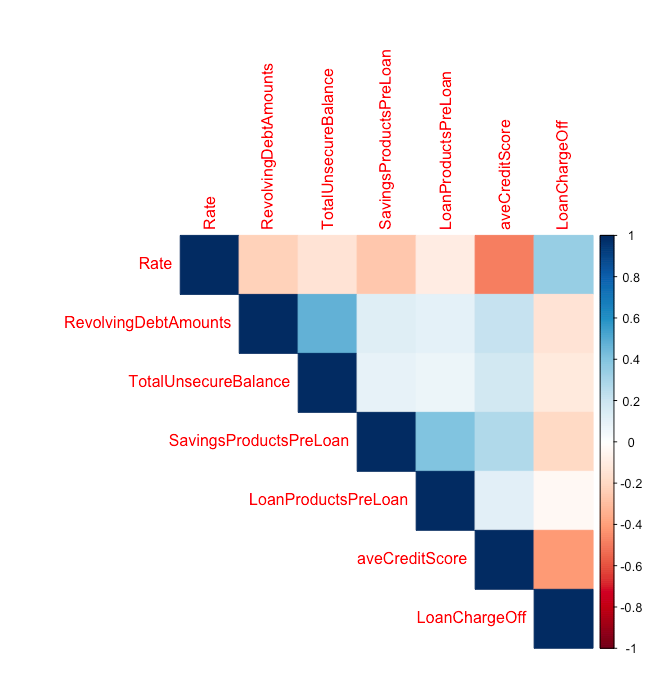 Rate
RevolvingDebtAmounts
TotalUnsecureBalance
SavingsProductsPreLoan
LoanProductsPreLoan
aveCreditScore
LoanChargeOff
Rate
RevolvingDebtAmounts
TotalUnsecureBalance
SavingsProductsPreLoan
LoanProductsPreLoan
aveCreditScore
LoanChargeOff
1
0.8
0.6
0.4
0.2
0
-0.2
-0.4
-0.6
-0.8
-1